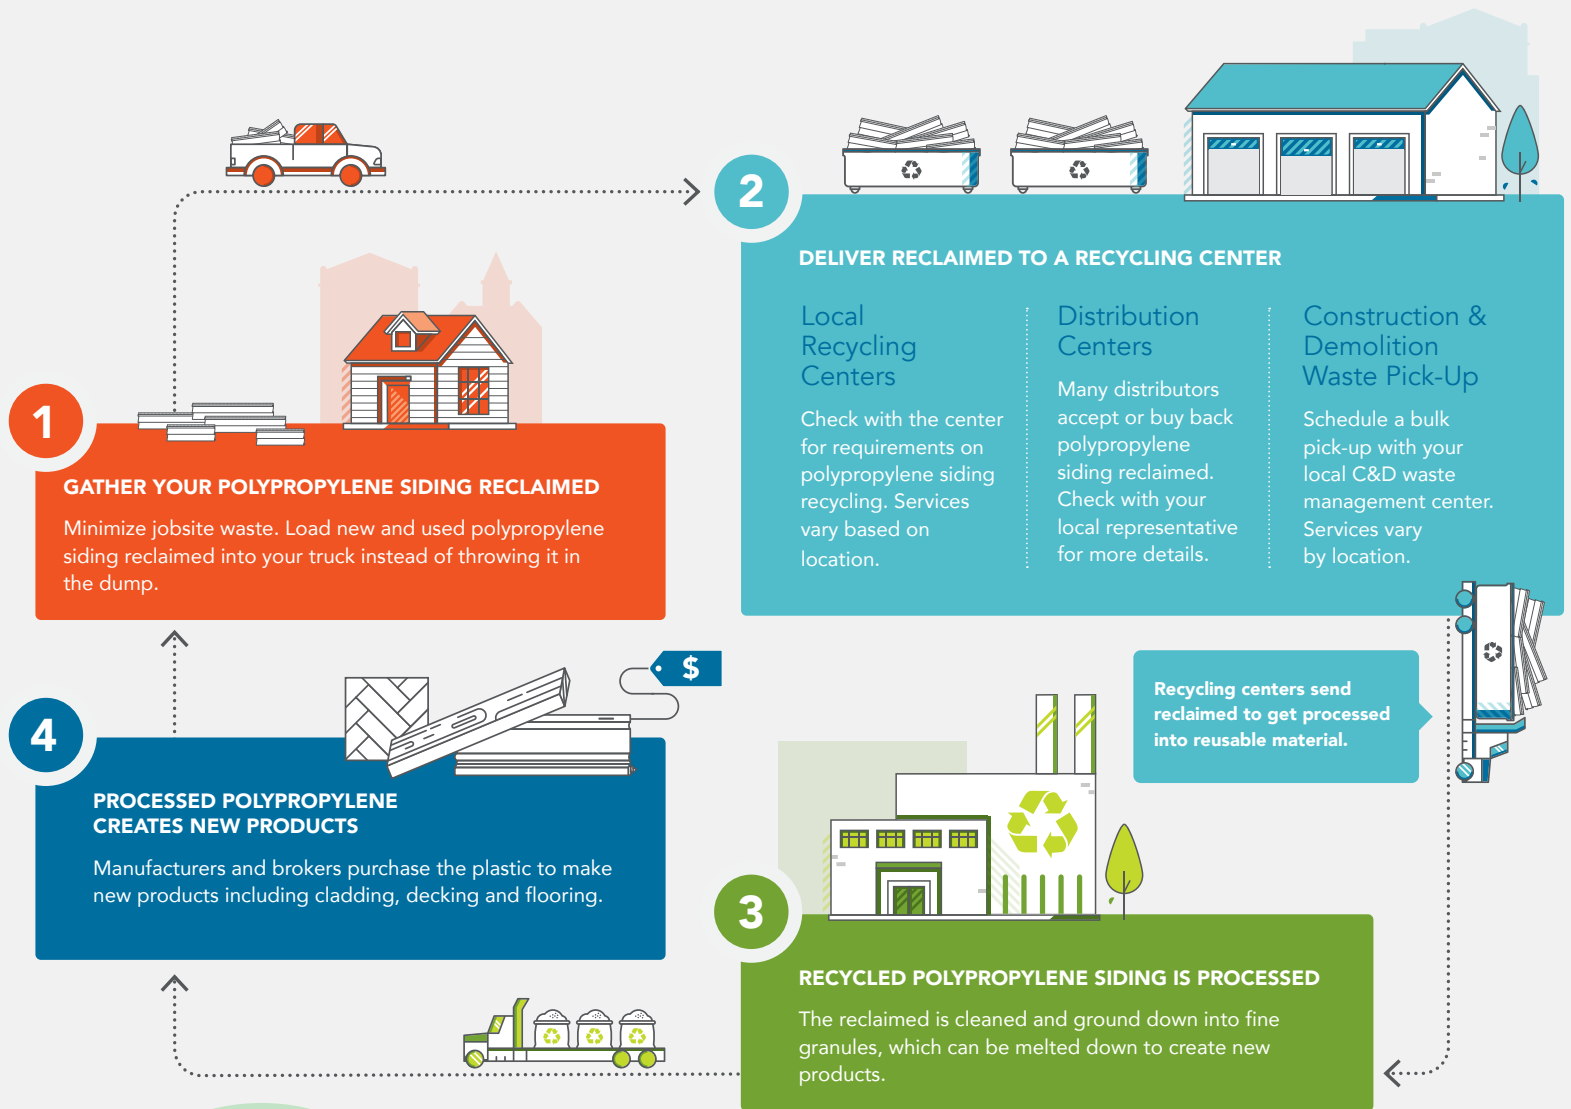 1
GATHER YOUR POLYPROPYLENE SIDING RECLAIMED
Minimize jobsite waste. Load new and used polypropylene
siding reclaimed into your truck instead of throwing it in
the dump.
2
DELIVER RECLAIMED TO A RECYCLING CENTER
Local
Recycling
Centers
Check with the center
for requirements on
polypropylene siding
recycling. Services
vary based on
location.
Distribution
Centers
Many distributors
accept or buy back
polypropylene
siding reclaimed.
Check with your
local representative
for more details.
Construction &
Demolition
Waste Pick-Up
Schedule a bulk
pick-up with your
local C&D waste
management center.
Services vary
by location.
Recycling centers send
reclaimed to get processed
into reusable material.
3
RECYCLED POLYPROPYLENE SIDING IS PROCESSED
The reclaimed is cleaned and ground down into fine
granules, which can be melted down to create new
products.
4
$
PROCESSED POLYPROPYLENE
CREATES NEW PRODUCTS
Manufacturers and brokers purchase the plastic to make
new products including cladding, decking and flooring.